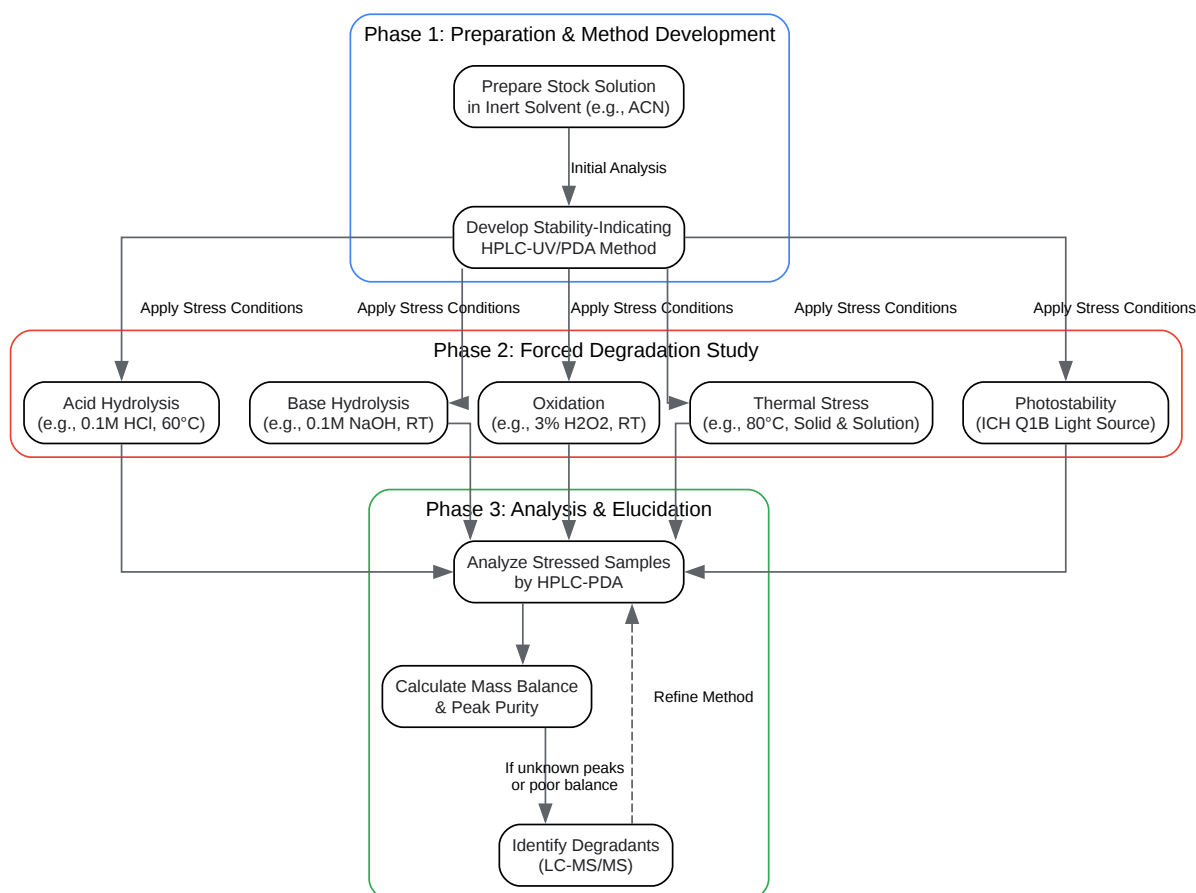 Phase 1: Preparation & Method Development
Prepare Stock Solution
in Inert Solvent (e.g., ACN)
Initial Analysis
Develop Stability-Indicating
HPLC-UV/PDA Method
Apply Stress Conditions
Apply Stress Conditions
Apply Stress Conditions
Apply Stress Conditions
Apply Stress Conditions
Phase 2: Forced Degradation Study
Acid Hydrolysis
(e.g., 0.1M HCl, 60°C)
Base Hydrolysis
(e.g., 0.1M NaOH, RT)
Oxidation
(e.g., 3% H2O2, RT)
Thermal Stress
(e.g., 80°C, Solid & Solution)
Photostability
(ICH Q1B Light Source)
Phase 3: Analysis & Elucidation
Analyze Stressed Samples
by HPLC-PDA
Calculate Mass Balance
& Peak Purity
Refine Method
If unknown peaks
or poor balance
Identify Degradants
(LC-MS/MS)